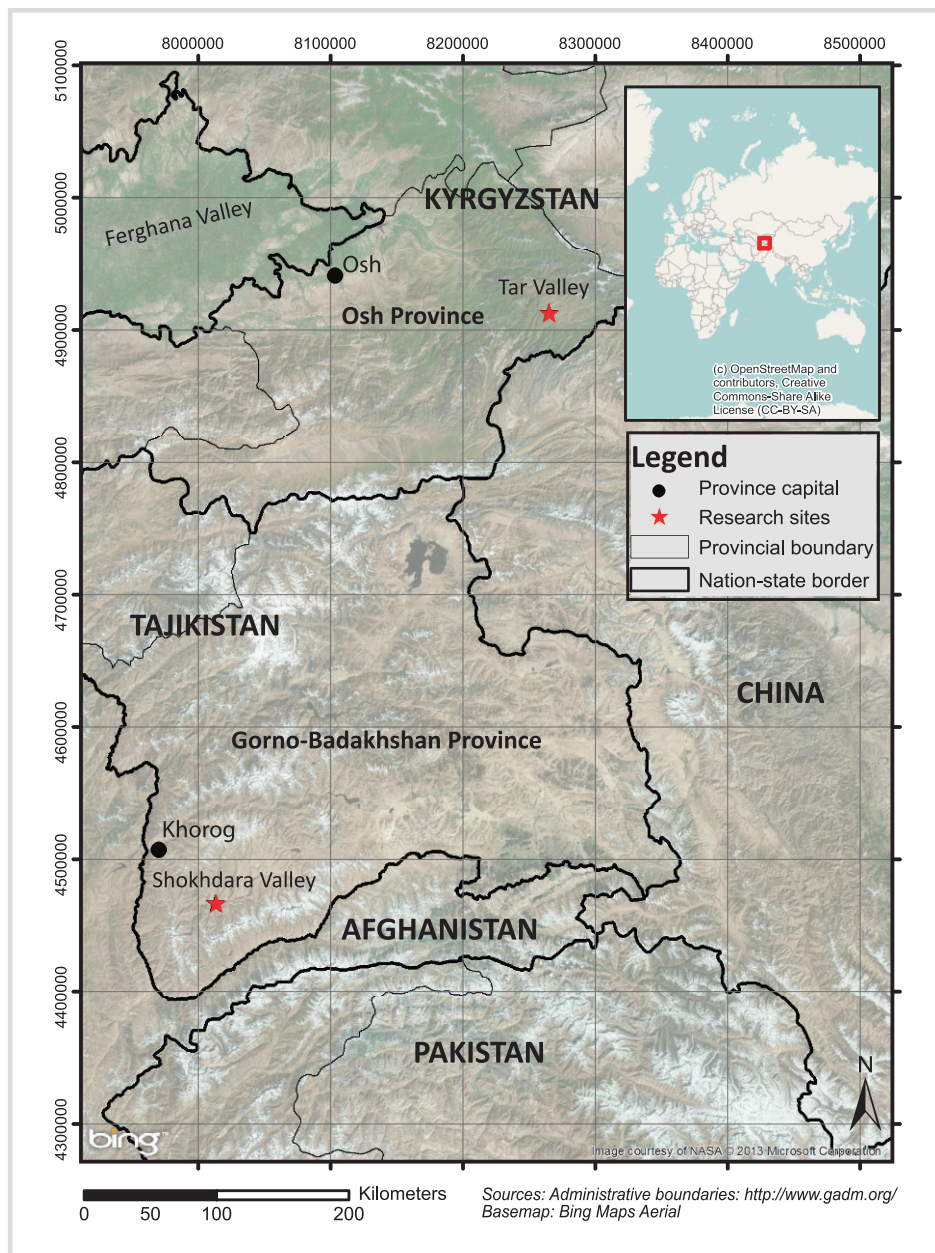 8000000 8100000 8200000 8300000 8400000 8500000
5100000
5000000
4900000
4800000
4700000
4600000
4500000
4400000
4300000
KYRGYZSTAN
Ferghana Valley
Osh
Tar Valley
Osh Province
(c) OpenStreetMap and
contributors, Creative
Commons-Share Alike
License (CC-BY-SA)
Legend
Province capital
Research sites
Provincial boundary
Nation-state border
TAJIKISTAN
CHINA
Gorno-Badakhshan Province
Khorog
Shokhdara Valley
AFGHANISTAN
PAKISTAN
N
bing™
Image courtesy of NASA © 2013 Microsoft Corporation
Kilometers
0 50 100 200
Sources: Administrative boundaries: http://www.gadm.org/
Basemap: Bing Maps Aerial